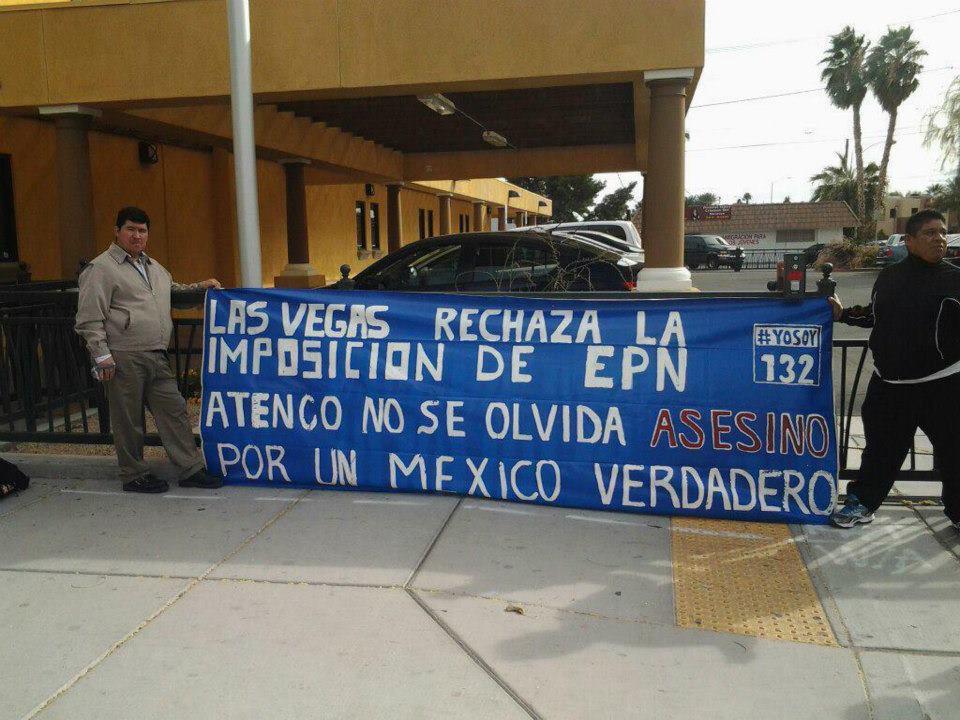 LAS VEGAS RECHAZA LA
IMPOSICION DE EPN
#YOSOY
132
ATENCO NO SE OLVIDA ASESINO
POR UN MEXICO VERDADERO